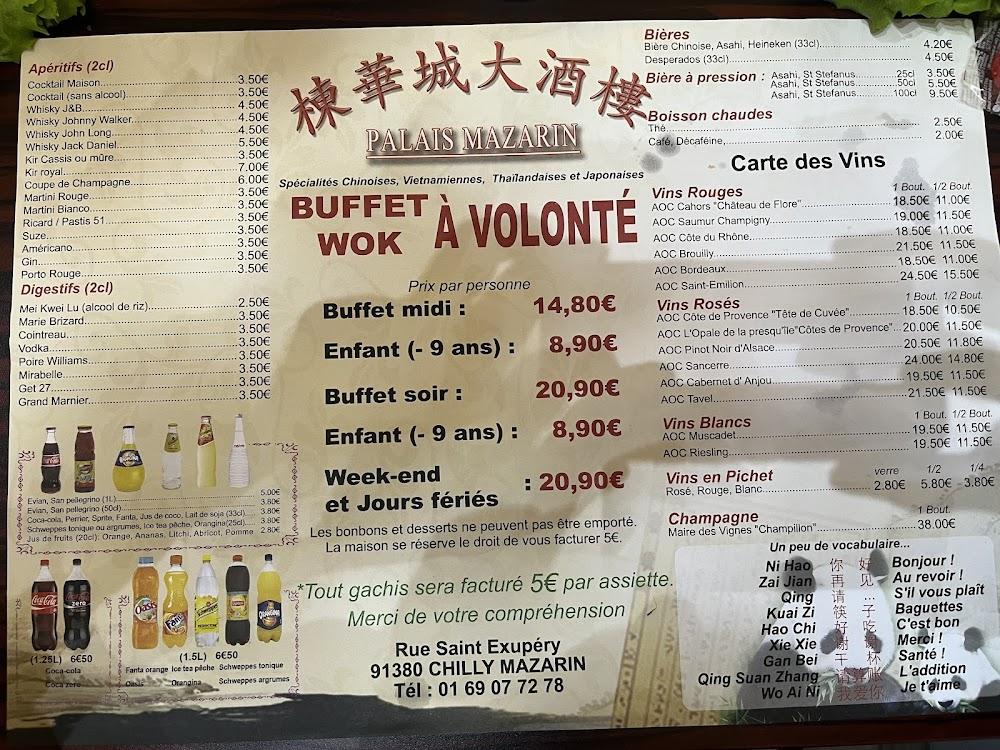 Apéritifs (2cl)
Cocktail Maison 3.50€
Cocktail (sans alcool) 3.50€
Whisky J&B 4.50€
Whisky Johnny Walker 4.50€
Whisky John Long 4.50€
Whisky Jack Daniel 5.50€
Kir Cassis ou mûre 3.50€
Kir royal 7.00€
Coupe de Champagne 6.00€
Martini Rouge 3.50€
Martini Bianco 3.50€
Ricard / Pastis 51 3.50€
Suze 3.50€
Américano 3.50€
Gin 3.50€
Porto Rouge 3.50€
Digestifs (2cl)
Mei Kwei Lu (alcool de riz) 2.50€
Marie Brizard 3.50€
Cointreau 3.50€
Vodka 3.50€
Poire Williams 3.50€
Mirabelle 3.50€
Get 27 3.50€
Grand Marnier 3.50€
Evian, San pellegrino (1L) 5.00€
Evian, San pellegrino (50cl) 3.80€
Coca-cola, Perrier, Sprite, Fanta, Jus de coco, Lait de soja (33cl) 3.80€
Schweppes tonique ou argrumes, Ice tea pêche, Orangina(25cl) 3.80€
Jus de fruits (20cl): Orange, Ananas, Litchi, Abricot, Pomme 2.80€
(1.25L) 6€50
Coca-cola
Coca zero
(1.5L) 6€50
Fanta orange Ice tea pêche Schweppes tonique
Oasis Orangina Schweppes argrumes
棟華城大酒樓
PALAIS MAZARIN
Spécialités Chinoises, Vietnamiennes, Thaïlandaises et Japonaises
BUFFET
WOK
À VOLONTÉ
Prix par personne
Buffet midi : 14,80€
Enfant (- 9 ans) : 8,90€
Buffet soir : 20,90€
Enfant (- 9 ans) : 8,90€
Week-end
et Jours fériés : 20,90€
Les bonbons et desserts ne peuvent pas être emporté.
La maison se réserve le droit de vous facturer 5€.
*Tout gachis sera facturé 5€ par assiette.
Merci de votre compréhension
Rue Saint Exupéry
91380 CHILLY MAZARIN
Tél : 01 69 07 72 78
Bières
Bière Chinoise, Asahi, Heineken (33cl) 4.20€
Desperados (33cl) 4.50€
Bière à pression : Asahi, St Stefanus 25cl 3.50€
Asahi, St Stefanus 50cl 5.50€
Asahi, St Stefanus 100cl 9.50€
Boisson chaudes
Thé 2.50€
Café, Décaféine, 2.00€
Carte des Vins
Vins Rouges 1 Bout. 1/2 Bout.
AOC Cahors "Château de Flore" 18.50€ 11.00€
AOC Saumur Champigny 19.00€ 11.50€
AOC Côte du Rhône 18.50€ 11.00€
AOC Brouilly 21.50€ 11.50€
AOC Bordeaux 18.50€ 11.00€
AOC Saint-Emilion 24.50€ 15.50€
Vins Rosés 1 Bout. 1/2 Bout.
AOC Côte de Provence "Tête de Cuvée" 18.50€ 10.50€
AOC L'Opale de la presqu'île"Côtes de Provence" 20.00€ 11.50€
AOC Pinot Noir d'Alsace 20.50€ 11.80€
AOC Sancerre 24.00€ 14.80€
AOC Cabernet d' Anjou 19.50€ 11.50€
AOC Tavel 21.50€ 11.50€
Vins Blancs 1 Bout. 1/2 Bout.
AOC Muscadet 19.50€ 11.50€
AOC Riesling 19.50€ 11.50€
Vins en Pichet verre 1/2 1/4
Rosé, Rouge, Blanc 2.80€ 5.80€ 3.80€
Champagne 1 Bout.
Maire des Vignes "Champilion" 38.00€
Un peu de vocabulaire...
Ni Hao 你 好 Bonjour !
Zai Jian 再 见 Au revoir !
Qing 请 ... S'il vous plaît
Kuai Zi 筷 子 Baguettes
Hao Chi 好 吃 C'est bon
Xie Xie 谢 谢 Merci !
Gan Bei 干 杯 Santé !
Qing Suan Zhang 请 算 账 L'addition
Wo Ai Ni 我 爱 你 Je t'aime